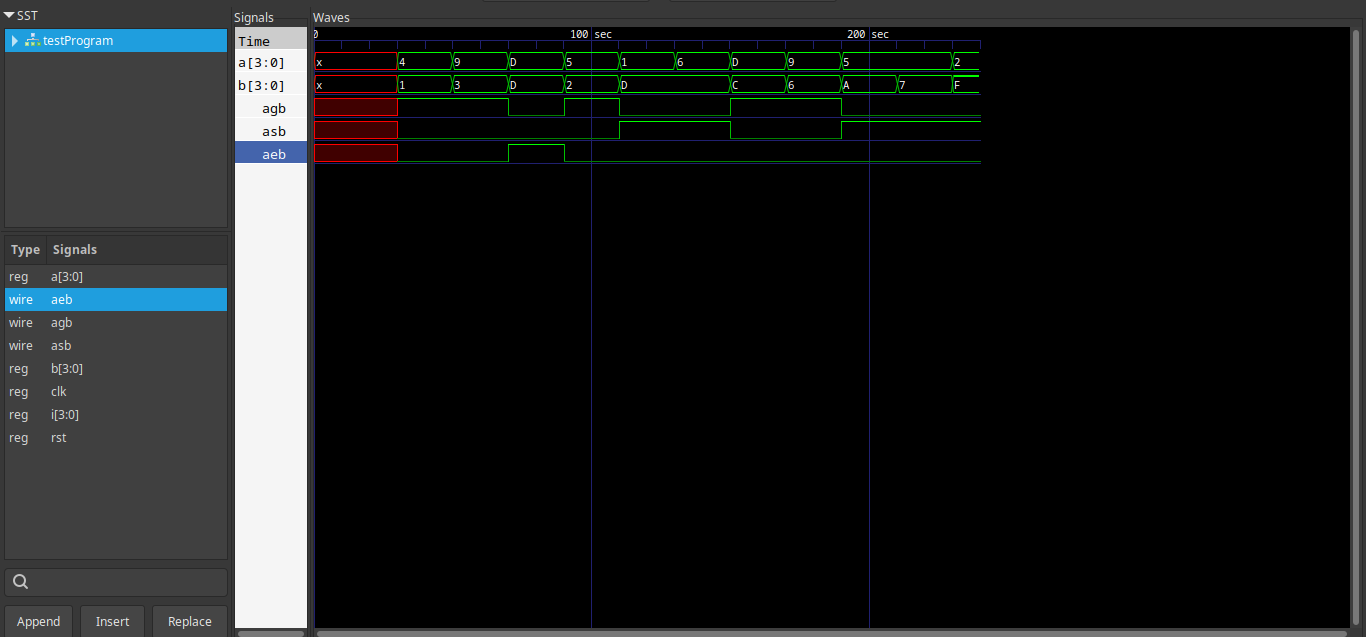 SST
testProgram
Type Signals
reg a[3:0]
wire aeb
wire agb
wire asb
reg b[3:0]
reg clk
reg i[3:0]
reg rst
Append Insert Replace
Signals
Time
a[3:0]
b[3:0]
agb
asb
aeb
Waves
0 100 sec 200 sec
x 4 9 D 5 1 6 D 9 5 2
x 1 3 D 2 D C 6 A 7 F